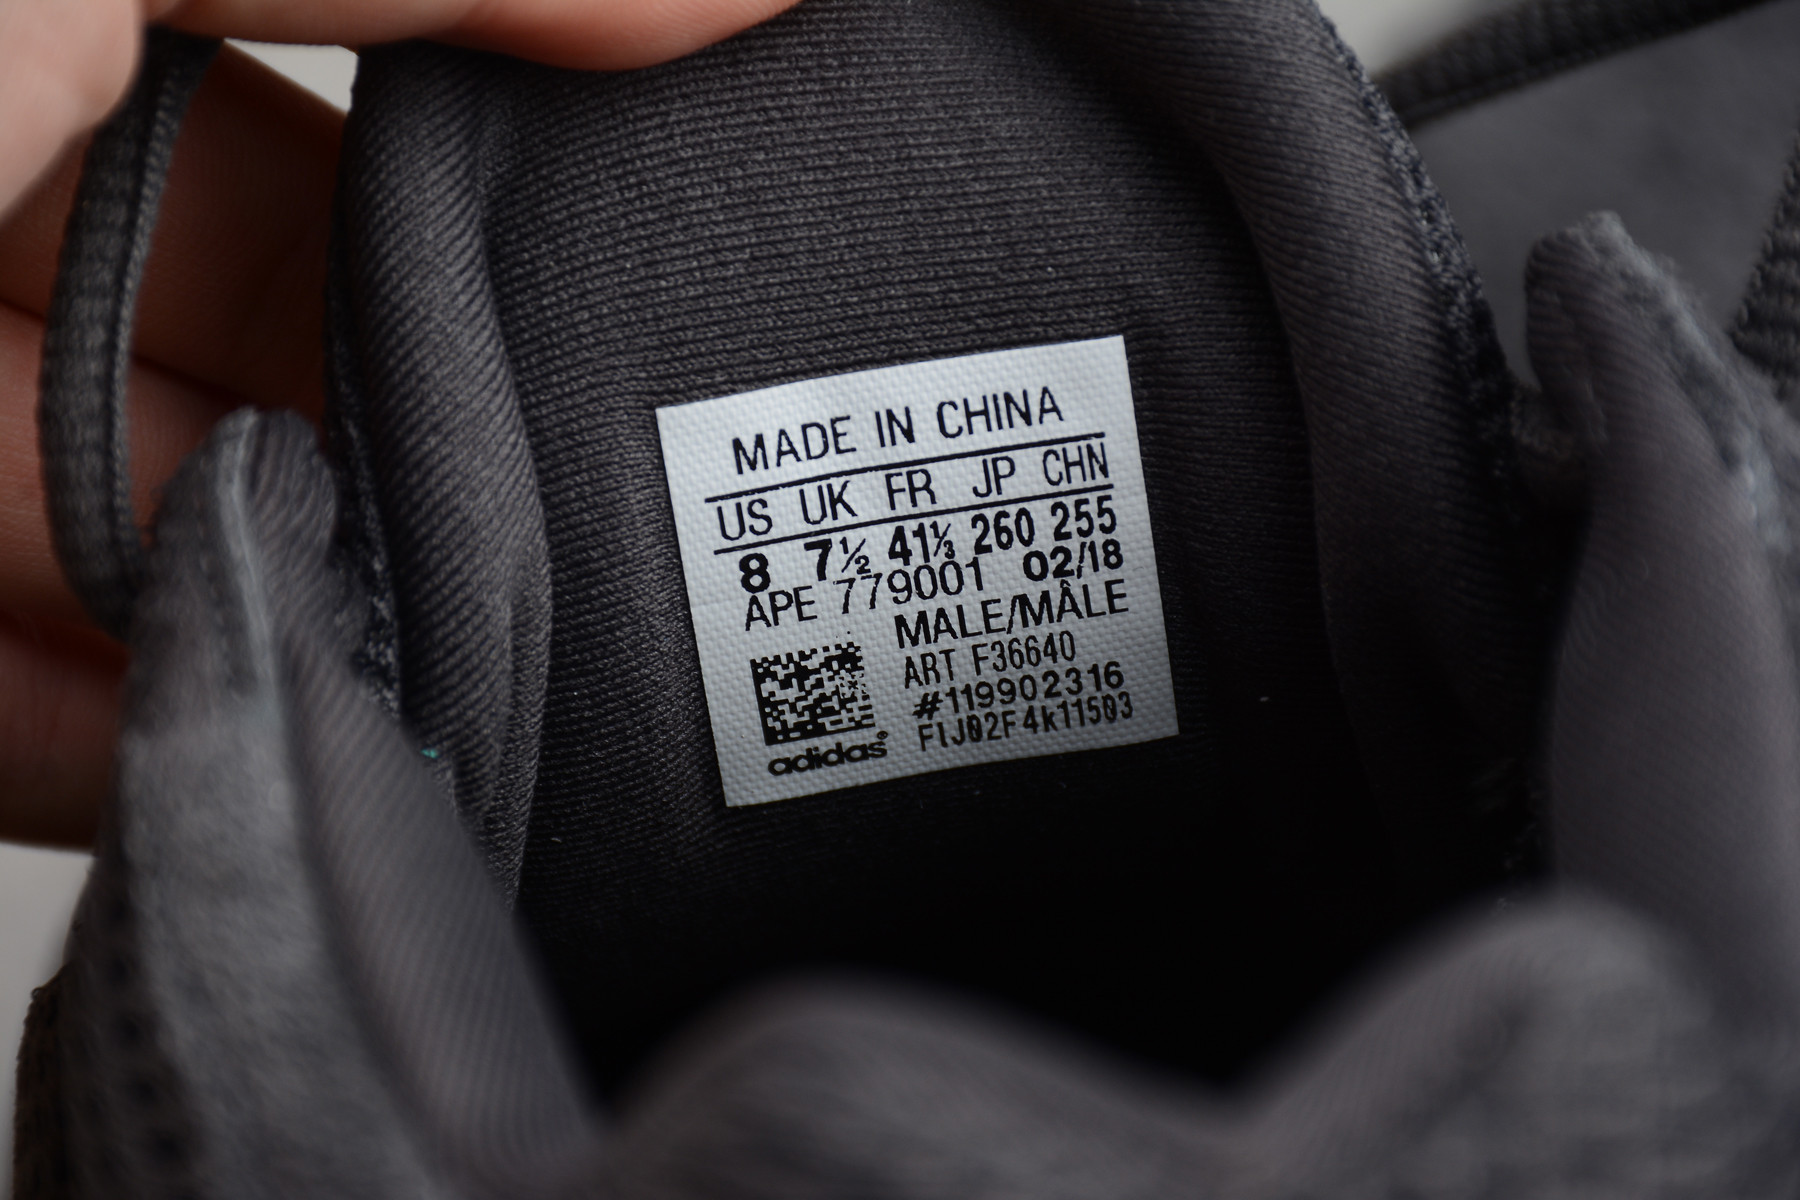 MADE IN CHINA
US UK FR JP CHN
8 7½ 41⅓ 260 255
APE 779001 02/18
MALE/MÂLE
ART F36640
#119902316
FIJ02F4k11503
adidas®